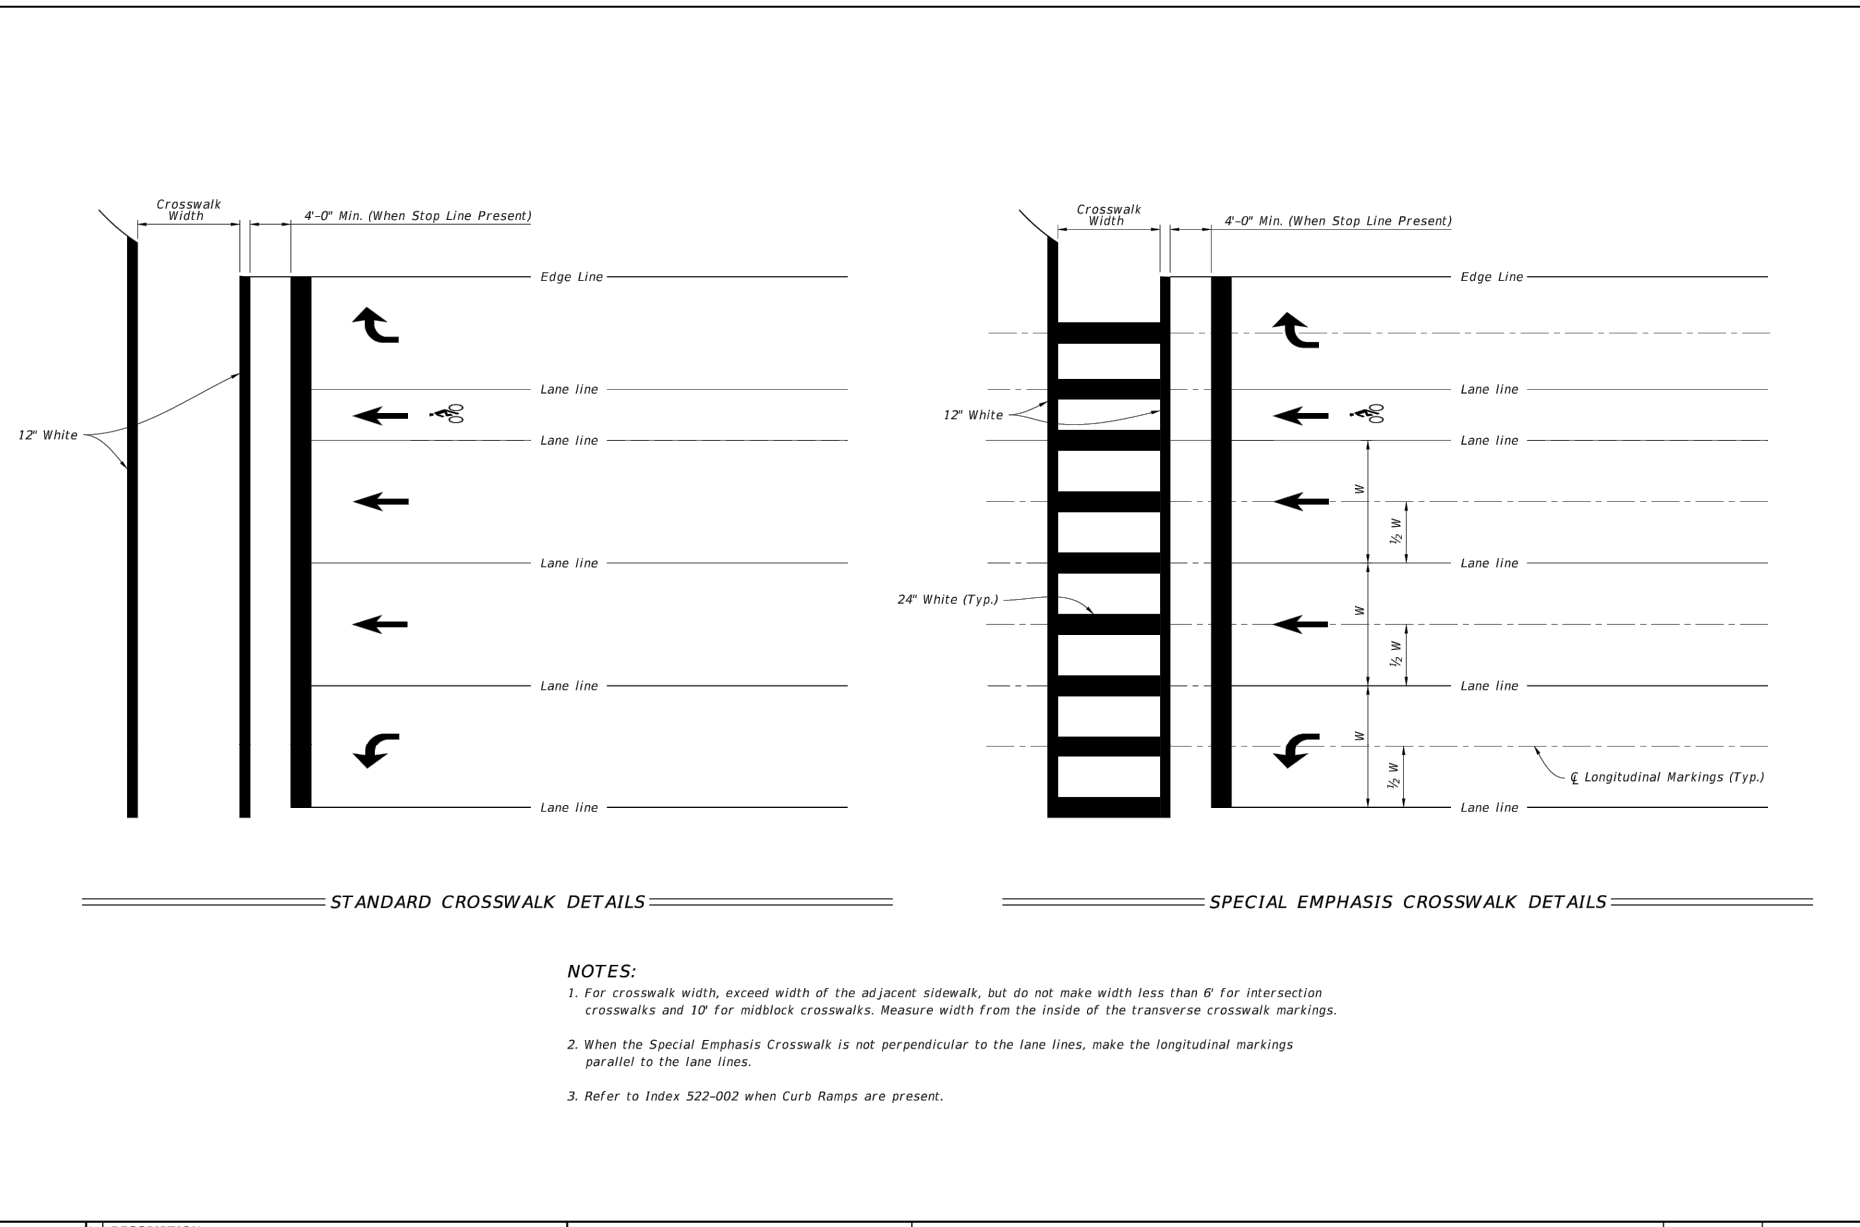 Crosswalk
Width
4'-0" Min. (When Stop Line Present)
Edge Line
Lane line
12" White
Lane line
Lane line
Lane line
Lane line
STANDARD CROSSWALK DETAILS
Crosswalk
Width
4'-0" Min. (When Stop Line Present)
Edge Line
Lane line
12" White
Lane line
W
½ W
Lane line
24" White (Typ.)
W
½ W
Lane line
W
½ W
℄ Longitudinal Markings (Typ.)
Lane line
SPECIAL EMPHASIS CROSSWALK DETAILS
NOTES:
1. For crosswalk width, exceed width of the adjacent sidewalk, but do not make width less than 6' for intersection
crosswalks and 10' for midblock crosswalks. Measure width from the inside of the transverse crosswalk markings.
2. When the Special Emphasis Crosswalk is not perpendicular to the lane lines, make the longitudinal markings
parallel to the lane lines.
3. Refer to Index 522-002 when Curb Ramps are present.